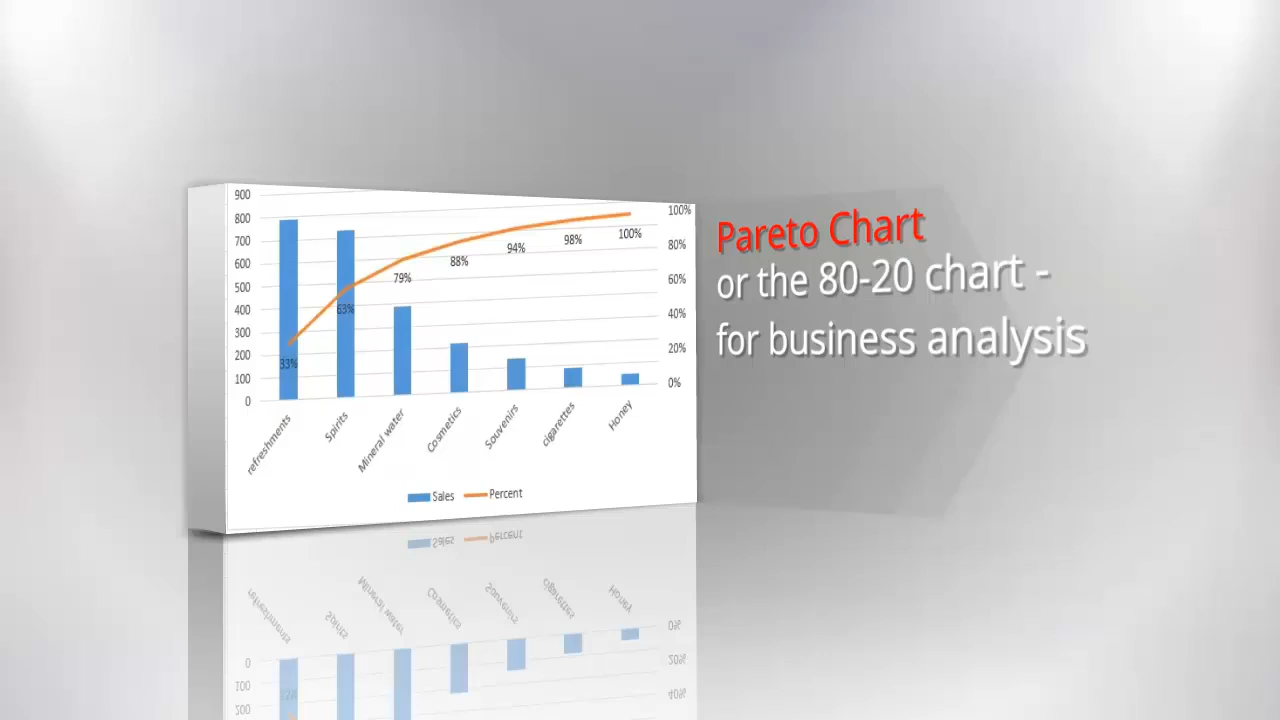 Pareto Chart
or the 80-20 chart -
for business analysis
900
800
700
600
500
400
300
200
100
0
100%
80%
60%
40%
20%
0%
33%
63%
79%
88%
94%
98%
100%
refreshments
Spirits
Mineral water
Cosmetics
Souvenirs
cigarettes
Honey
Sales
Percent